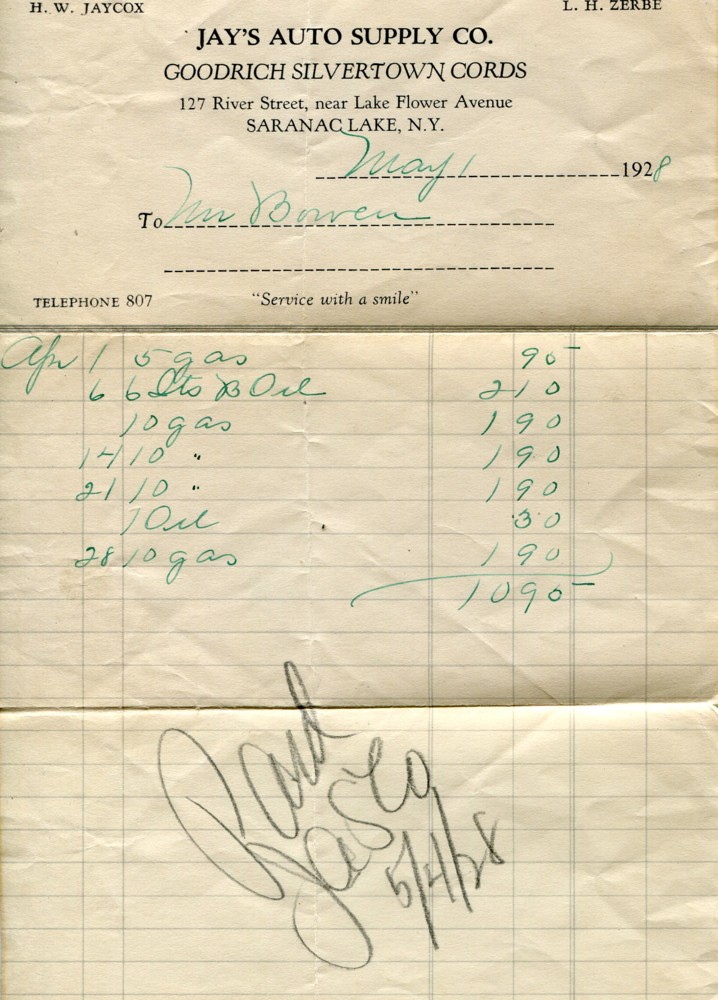 H. W. JAYCOX L. H. ZERBE
JAY'S AUTO SUPPLY CO.
GOODRICH SILVERTOWN CORDS
127 River Street, near Lake Flower Avenue
SARANAC LAKE, N.Y.
May 1 1928
To Mr Bowen
TELEPHONE 807 "Service with a smile"
Apr 1 5 gas 95
6 6 Qts B Oil 2 10
10 gas 1 90
14 10 " 1 90
21 10 " 1 90
1 Oil 30
28 10 gas 1 90
10 95
Paid
5/4/28